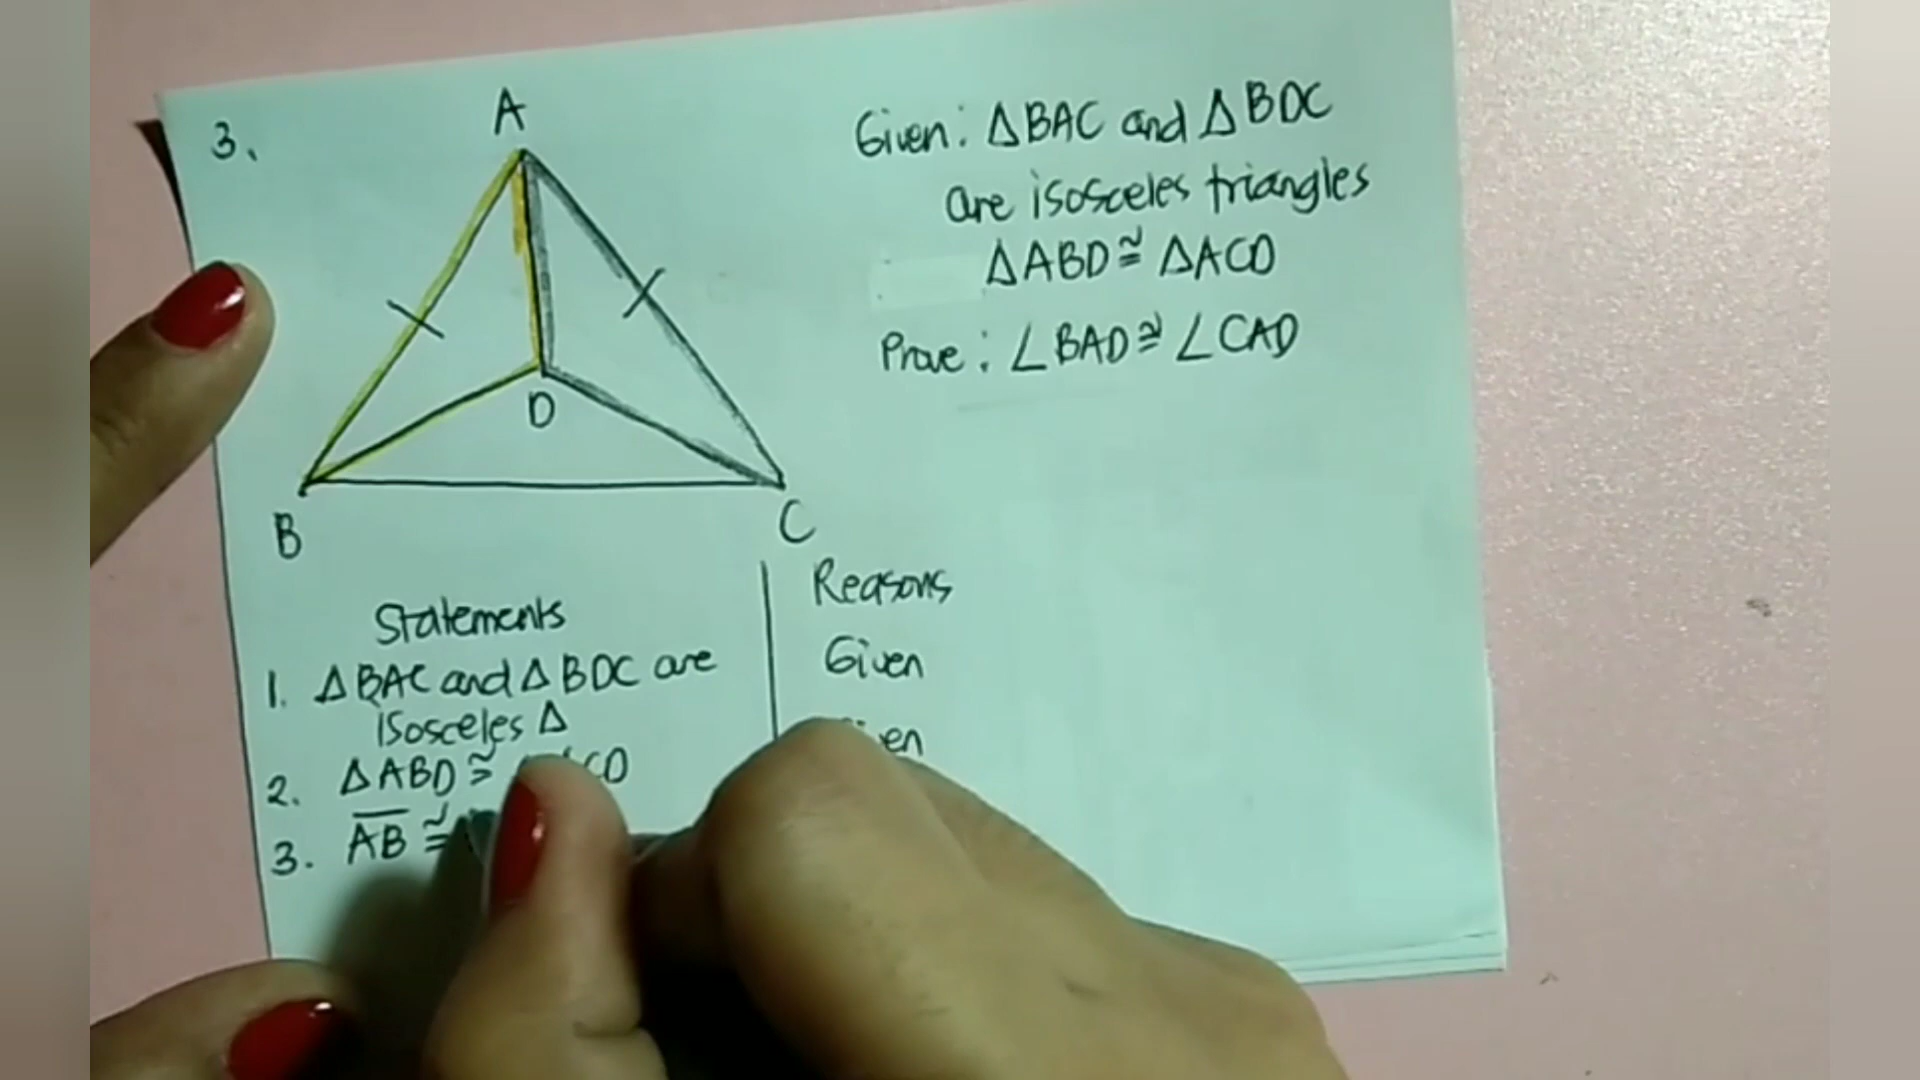 3.
A
Given: ΔBAC and ΔBDC
are isosceles triangles
ΔABD ≅ ΔACD
Prove: ∠BAD ≅ ∠CAD
D
B
C
Statements
Reasons
1. ΔBAC and ΔBDC are
isosceles Δ
Given
2. ΔABD ≅
3. AB ≅